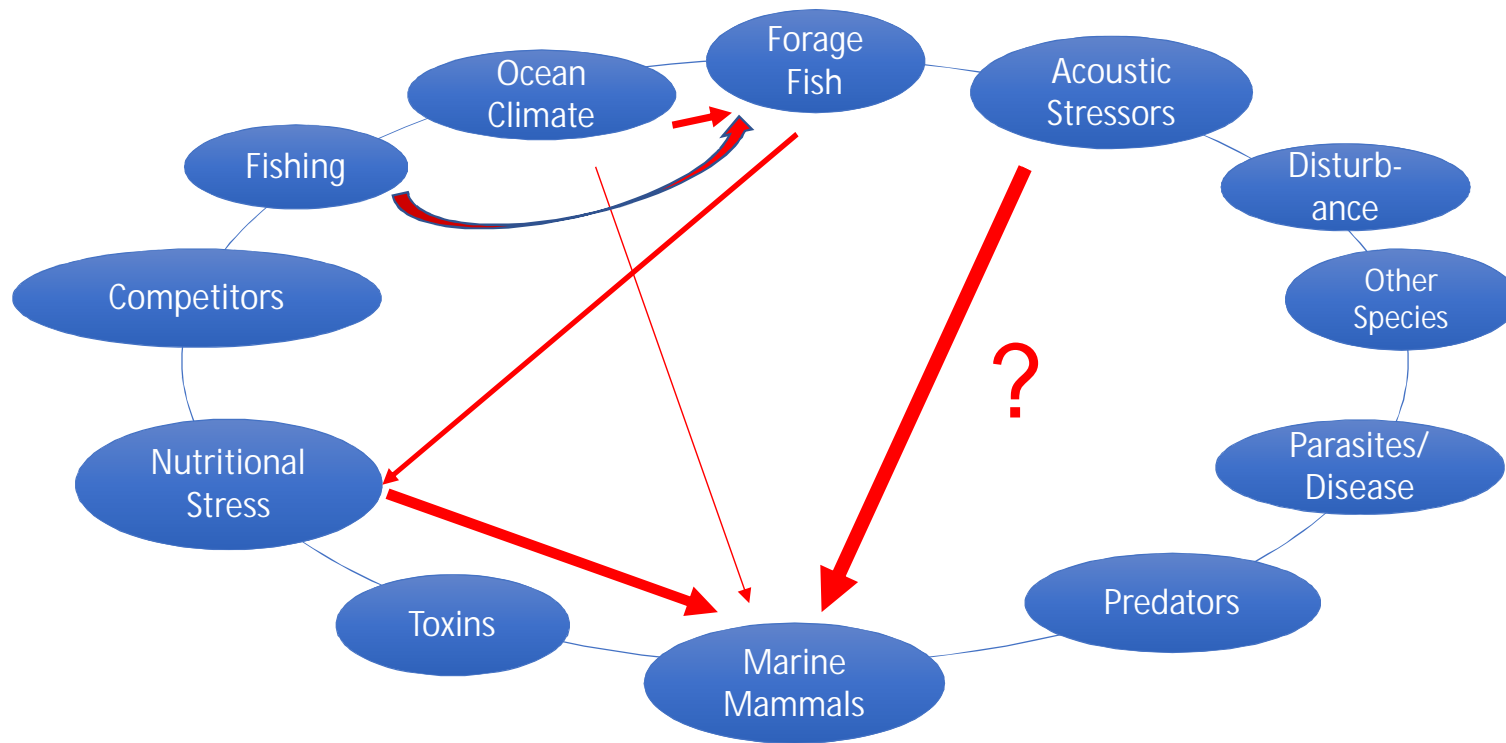 Forage
Fish
Ocean
Climate
Acoustic
Stressors
Fishing
Disturb-
ance
Competitors
Other
Species
?
Nutritional
Stress
Parasites/
Disease
Toxins
Predators
Marine
Mammals